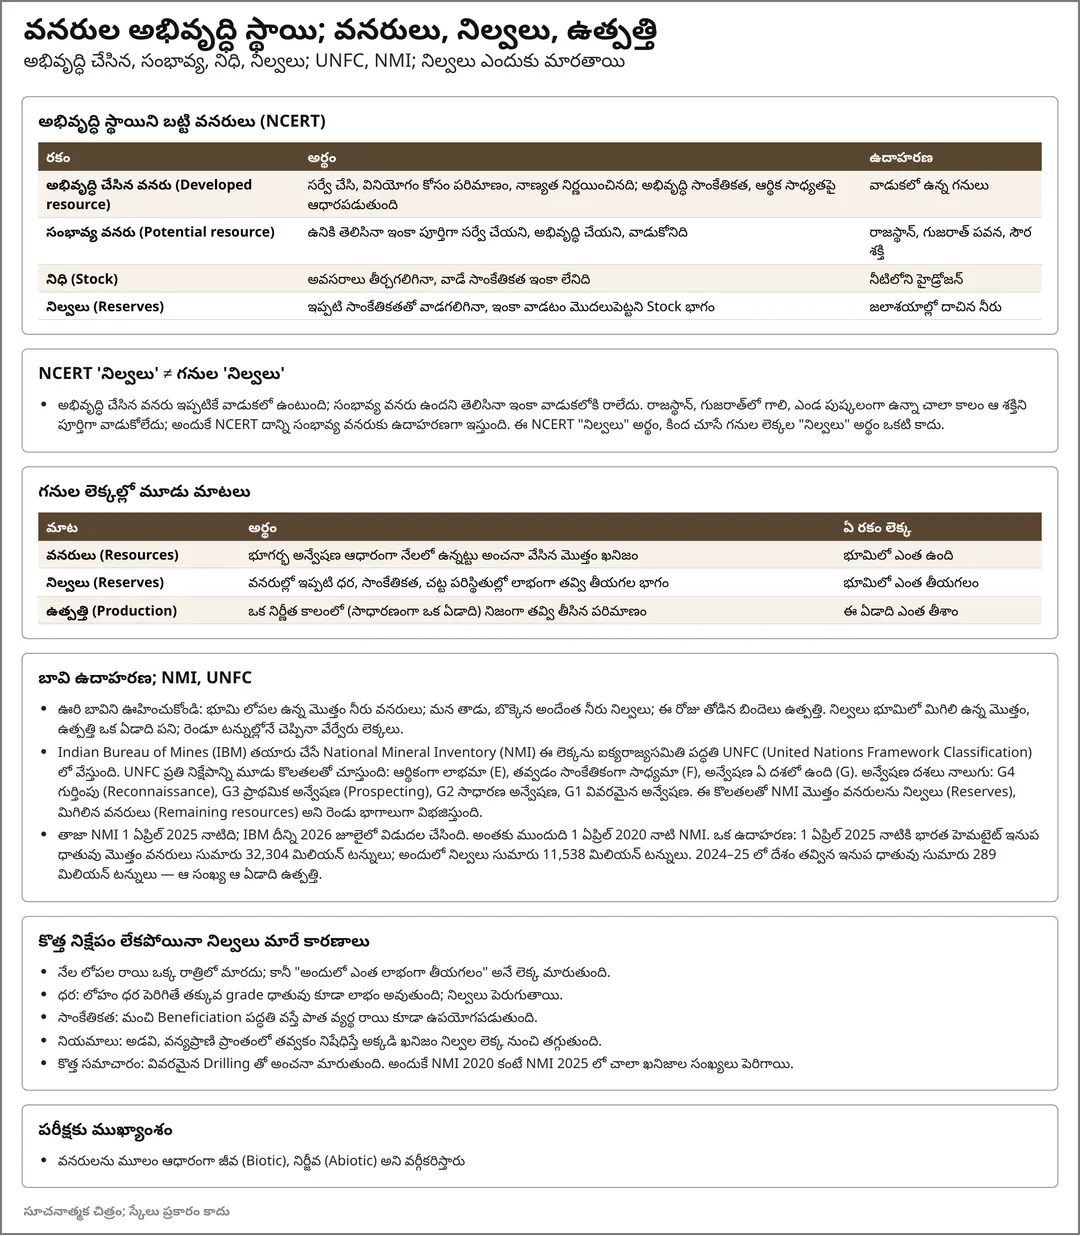 వనరుల అభివృద్ధి స్థాయి; వనరులు, నిల్వలు, ఉత్పత్తి
అభివృద్ధి చేసిన, సంభావ్య, నిధి, నిల్వలు; UNFC, NMI; నిల్వలు ఎందుకు మారతాయి
అభివృద్ధి స్థాయిని బట్టి వనరులు (NCERT)
రకం అర్థం ఉదాహరణ
అభివృద్ధి చేసిన వనరు (Developed సర్వే చేసి, వినియోగం కోసం పరిమాణం, నాణ్యత నిర్ణయించినది; అభివృద్ధి సాంకేతికత, ఆర్థిక సాధ్యతపై వాడుకలో ఉన్న గనులు
resource) ఆధారపడుతుంది
సంభావ్య వనరు (Potential resource) ఉనికి తెలిసినా ఇంకా పూర్తిగా సర్వే చేయని, అభివృద్ధి చేయని, వాడుకోనిది రాజస్థాన్, గుజరాత్ పవన, సౌర
శక్తి
నిధి (Stock) అవసరాలు తీర్చగలిగినా, వాడే సాంకేతికత ఇంకా లేనిది నీటిలోని హైడ్రోజన్
నిల్వలు (Reserves) ఇప్పటి సాంకేతికతతో వాడగలిగినా, ఇంకా వాడటం మొదలుపెట్టని Stock భాగం జలాశయాల్లో దాచిన నీరు
NCERT 'నిల్వలు' ≠ గనుల 'నిల్వలు'
• అభివృద్ధి చేసిన వనరు ఇప్పటికే వాడుకలో ఉంటుంది; సంభావ్య వనరు ఉందని తెలిసినా ఇంకా వాడుకలోకి రాలేదు. రాజస్థాన్, గుజరాత్‌లో గాలి, ఎండ పుష్కలంగా ఉన్నా చాలా కాలం ఆ శక్తిని
పూర్తిగా వాడుకోలేదు; అందుకే NCERT దాన్ని సంభావ్య వనరుకు ఉదాహరణగా ఇస్తుంది. ఈ NCERT "నిల్వలు" అర్థం, కింద చూసే గనుల లెక్కల "నిల్వలు" అర్థం ఒకటి కాదు.
గనుల లెక్కల్లో మూడు మాటలు
మాట అర్థం ఏ రకం లెక్క
వనరులు (Resources) భూగర్భ అన్వేషణ ఆధారంగా నేలలో ఉన్నట్టు అంచనా వేసిన మొత్తం ఖనిజం భూమిలో ఎంత ఉంది
నిల్వలు (Reserves) వనరుల్లో ఇప్పటి ధర, సాంకేతికత, చట్ట పరిస్థితుల్లో లాభంగా తవ్వి తీయగల భాగం భూమిలో ఎంత తీయగలం
ఉత్పత్తి (Production) ఒక నిర్ణీత కాలంలో (సాధారణంగా ఒక ఏడాది) నిజంగా తవ్వి తీసిన పరిమాణం ఈ ఏడాది ఎంత తీశాం
బావి ఉదాహరణ; NMI, UNFC
• ఊరి బావిని ఊహించుకోండి: భూమి లోపల ఉన్న మొత్తం నీరు వనరులు; మన తాడు, బొక్కెన అందేంత నీరు నిల్వలు; ఈ రోజు తోడిన బిందెలు ఉత్పత్తి. నిల్వలు భూమిలో మిగిలి ఉన్న మొత్తం,
ఉత్పత్తి ఒక ఏడాది పని; రెండూ టన్నుల్లోనే చెప్పినా వేర్వేరు లెక్కలు.
• Indian Bureau of Mines (IBM) తయారు చేసే National Mineral Inventory (NMI) ఈ లెక్కను ఐక్యరాజ్యసమితి పద్ధతి UNFC (United Nations Framework Classification)
లో వేస్తుంది. UNFC ప్రతి నిక్షేపాన్ని మూడు కొలతలతో చూస్తుంది: ఆర్థికంగా లాభమా (E), తవ్వడం సాంకేతికంగా సాధ్యమా (F), అన్వేషణ ఏ దశలో ఉంది (G). అన్వేషణ దశలు నాలుగు: G4
గుర్తింపు (Reconnaissance), G3 ప్రాథమిక అన్వేషణ (Prospecting), G2 సాధారణ అన్వేషణ, G1 వివరమైన అన్వేషణ. ఈ కొలతలతో NMI మొత్తం వనరులను నిల్వలు (Reserves),
మిగిలిన వనరులు (Remaining resources) అని రెండు భాగాలుగా విభజిస్తుంది.
• తాజా NMI 1 ఏప్రిల్ 2025 నాటిది; IBM దీన్ని 2026 జూలైలో విడుదల చేసింది. అంతకు ముందుది 1 ఏప్రిల్ 2020 నాటి NMI. ఒక ఉదాహరణ: 1 ఏప్రిల్ 2025 నాటికి భారత హెమటైట్ ఇనుప
ధాతువు మొత్తం వనరులు సుమారు 32,304 మిలియన్ టన్నులు; అందులో నిల్వలు సుమారు 11,538 మిలియన్ టన్నులు. 2024–25 లో దేశం తవ్విన ఇనుప ధాతువు సుమారు 289
మిలియన్ టన్నులు — ఆ సంఖ్య ఆ ఏడాది ఉత్పత్తి.
కొత్త నిక్షేపం లేకపోయినా నిల్వలు మారే కారణాలు
• నేల లోపల రాయి ఒక్క రాత్రిలో మారదు; కానీ "అందులో ఎంత లాభంగా తీయగలం" అనే లెక్క మారుతుంది.
• ధర: లోహం ధర పెరిగితే తక్కువ grade ధాతువు కూడా లాభం అవుతుంది; నిల్వలు పెరుగుతాయి.
• సాంకేతికత: మంచి Beneficiation పద్ధతి వస్తే పాత వ్యర్థ రాయి కూడా ఉపయోగపడుతుంది.
• నియమాలు: అడవి, వన్యప్రాణి ప్రాంతంలో తవ్వకం నిషేధిస్తే అక్కడి ఖనిజం నిల్వల లెక్క నుంచి తగ్గుతుంది.
• కొత్త సమాచారం: వివరమైన Drilling తో అంచనా మారుతుంది. అందుకే NMI 2020 కంటే NMI 2025 లో చాలా ఖనిజాల సంఖ్యలు పెరిగాయి.
పరీక్షకు ముఖ్యాంశం
• వనరులను మూలం ఆధారంగా జీవ (Biotic), నిర్జీవ (Abiotic) అని వర్గీకరిస్తారు
సూచనాత్మక చిత్రం; స్కేలు ప్రకారం కాదు